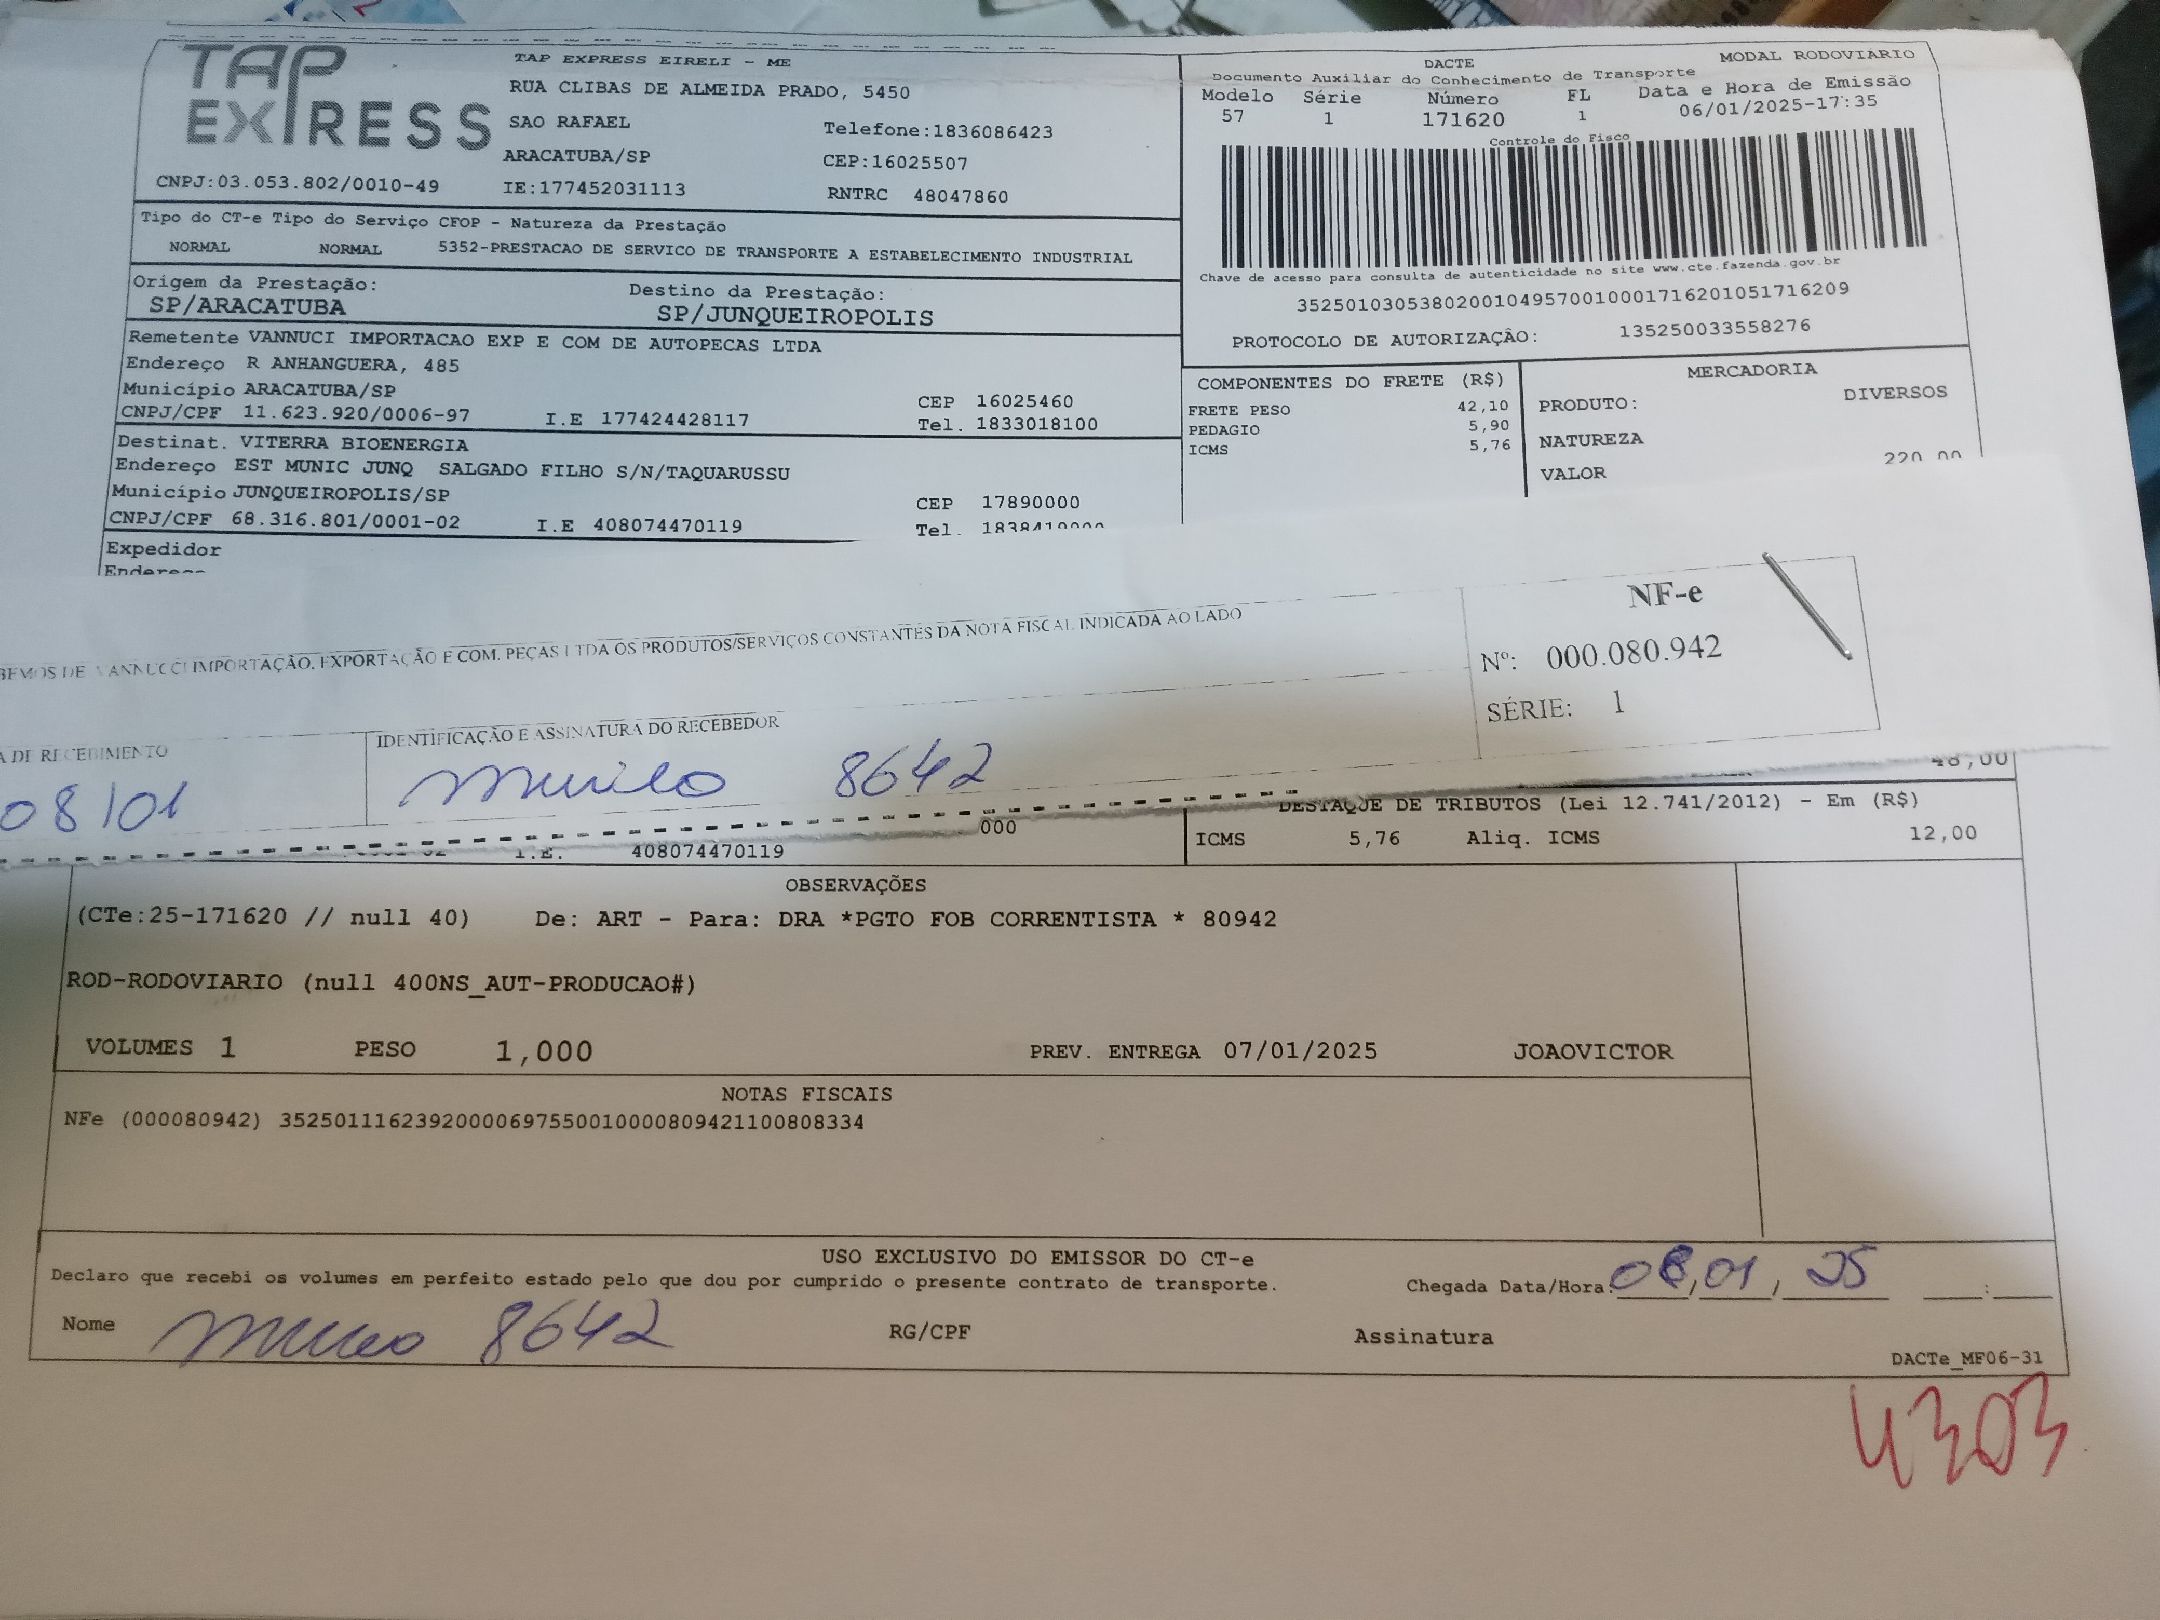 TAP EXPRESS
TAP EXPRESS EIRELI - ME
RUA CLIBAS DE ALMEIDA PRADO, 5450
SAO RAFAEL
Telefone:1836086423
ARACATUBA/SP
CEP:16025507
CNPJ:03.053.802/0010-49
IE:177452031113
RNTRC 48047860
DACTE
MODAL RODOVIARIO
Documento Auxiliar do Conhecimento de Transporte
Modelo Série Número FL Data e Hora de Emissão
57 1 171620 1 06/01/2025-17:35
Controle do Fisco
Chave de acesso para consulta de autenticidade no site www.cte.fazenda.gov.br
35250103053802001049570010001716201051716209
PROTOCOLO DE AUTORIZAÇÃO: 135250033558276
Tipo do CT-e Tipo do Serviço CFOP - Natureza da Prestação
NORMAL NORMAL 5352-PRESTACAO DE SERVICO DE TRANSPORTE A ESTABELECIMENTO INDUSTRIAL
Origem da Prestação: Destino da Prestação:
SP/ARACATUBA SP/JUNQUEIROPOLIS
Remetente VANNUCI IMPORTACAO EXP E COM DE AUTOPECAS LTDA
Endereço R ANHANGUERA, 485
Município ARACATUBA/SP CEP 16025460
CNPJ/CPF 11.623.920/0006-97 I.E 177424428117 Tel. 1833018100
Destinat. VITERRA BIOENERGIA
Endereço EST MUNIC JUNQ SALGADO FILHO S/N/TAQUARUSSU
Município JUNQUEIROPOLIS/SP CEP 17890000
CNPJ/CPF 68.316.801/0001-02 I.E 408074470119 Tel. 1838419000
Expedidor
COMPONENTES DO FRETE (R$)
FRETE PESO 42,10
PEDAGIO 5,90
ICMS 5,76
MERCADORIA
PRODUTO: DIVERSOS
NATUREZA
VALOR 220,00
BEMOS DE VANNUCCI IMPORTAÇÃO, EXPORTAÇÃO E COM. PEÇAS LTDA OS PRODUTOS/SERVIÇOS CONSTANTES DA NOTA FISCAL INDICADA AO LADO
NF-e
Nº: 000.080.942
SÉRIE: 1
A DE RECEBIMENTO
08/01
IDENTIFICAÇÃO E ASSINATURA DO RECEBEDOR
Murilo 8642
48,00
DESTAQUE DE TRIBUTOS (Lei 12.741/2012) - Em (R$)
ICMS 5,76 Aliq. ICMS 12,00
000
I.E. 408074470119
OBSERVAÇÕES
(CTe:25-171620 // null 40) De: ART - Para: DRA *PGTO FOB CORRENTISTA * 80942
ROD-RODOVIARIO (null 400NS_AUT-PRODUCAO#)
VOLUMES 1 PESO 1,000 PREV. ENTREGA 07/01/2025 JOAOVICTOR
NOTAS FISCAIS
NFe (000080942) 35250111623920000697550010000809421100808334
USO EXCLUSIVO DO EMISSOR DO CT-e
Declaro que recebi os volumes em perfeito estado pelo que dou por cumprido o presente contrato de transporte.
Chegada Data/Hora: 08/01/25 :
Nome Murilo 8642 RG/CPF Assinatura
DACTe_MF06-31
4303